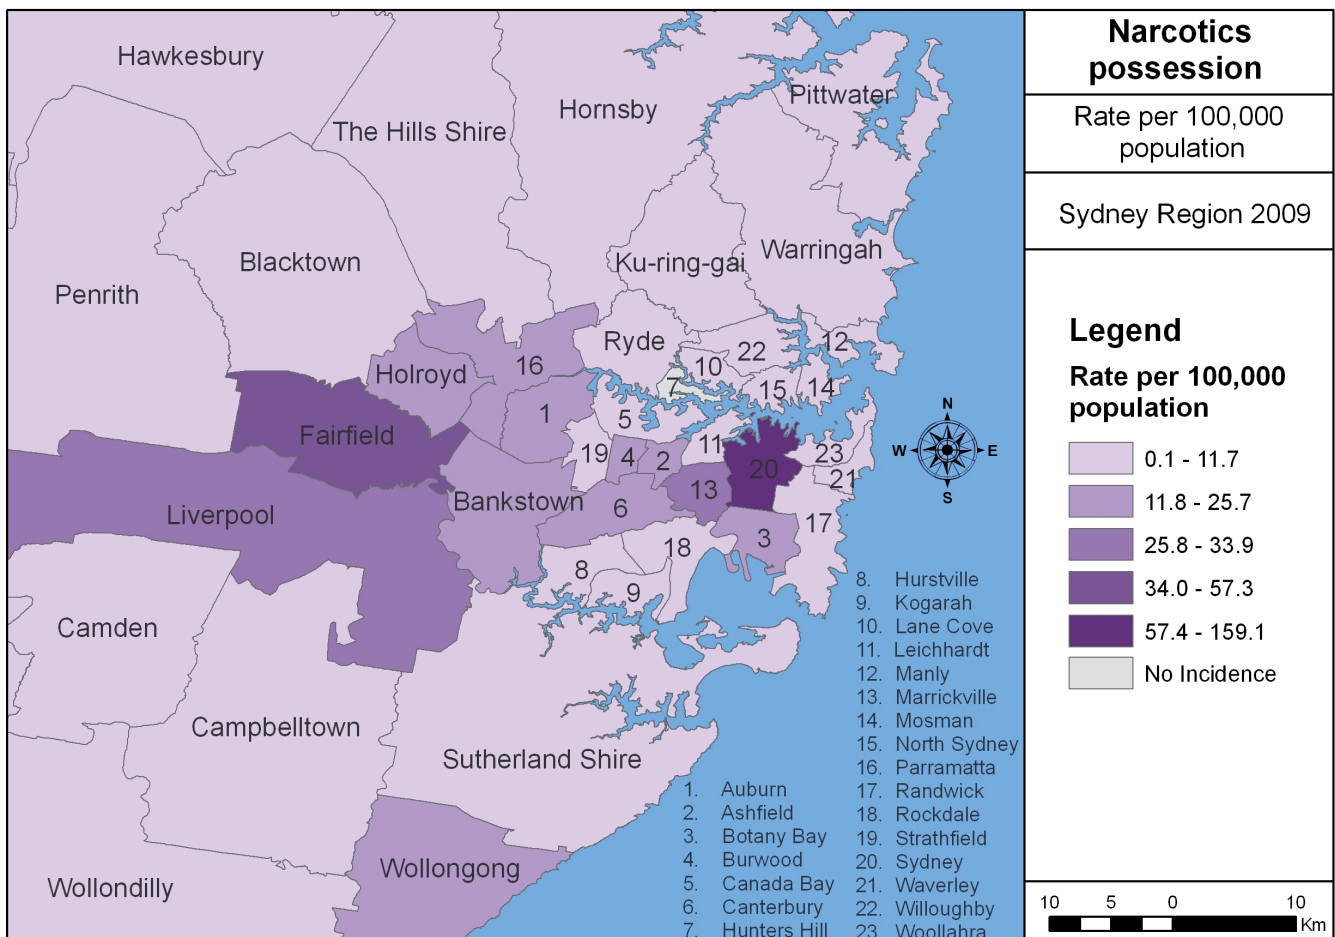 Narcotics
possession
Rate per 100,000
population
Sydney Region 2009
Legend
Rate per 100,000
population
0.1 - 11.7
11.8 - 25.7
25.8 - 33.9
34.0 - 57.3
57.4 - 159.1
No Incidence
10 5 0 10
Km
Hawkesbury
The Hills Shire
Hornsby
Pittwater
Blacktown
Ku-ring-gai
Warringah
Penrith
Ryde
12
22
10
16
Holroyd
7
15
14
1
5
Fairfield
11
19
4
2
23
20
21
13
Bankstown
6
Liverpool
17
3
18
8
9
Camden
Campbelltown
Sutherland Shire
Wollongong
Wollondilly
N
W
E
S
1. Auburn
2. Ashfield
3. Botany Bay
4. Burwood
5. Canada Bay
6. Canterbury
7. Hunters Hill
8. Hurstville
9. Kogarah
10. Lane Cove
11. Leichhardt
12. Manly
13. Marrickville
14. Mosman
15. North Sydney
16. Parramatta
17. Randwick
18. Rockdale
19. Strathfield
20. Sydney
21. Waverley
22. Willoughby
23 Woollahra